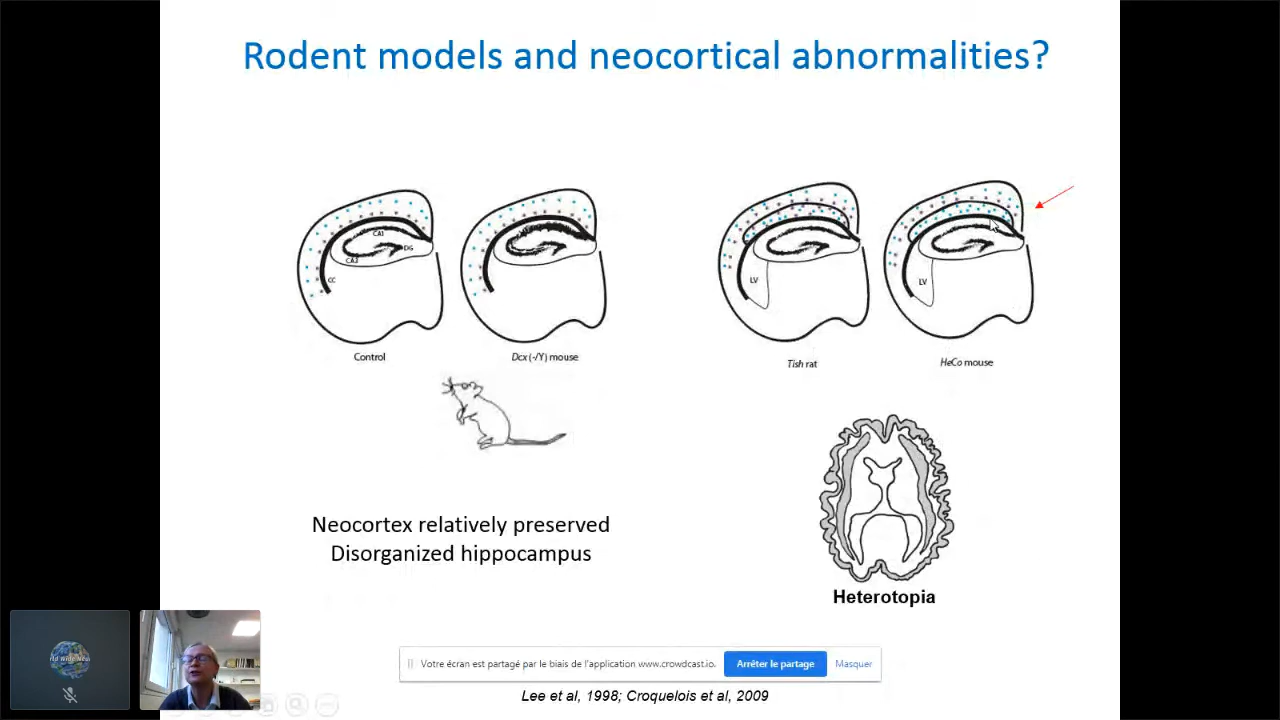 Rodent models and neocortical abnormalities?
CA1
DG
CA3
CC
LV
LV
Control
Dcx (-/Y) mouse
Tish rat
HeCo mouse
Neocortex relatively preserved
Disorganized hippocampus
Heterotopia
Votre écran est partagé par le biais de l'application www.crowdcast.io.
Arrêter le partage
Masquer
Lee et al, 1998; Croquelois et al, 2009